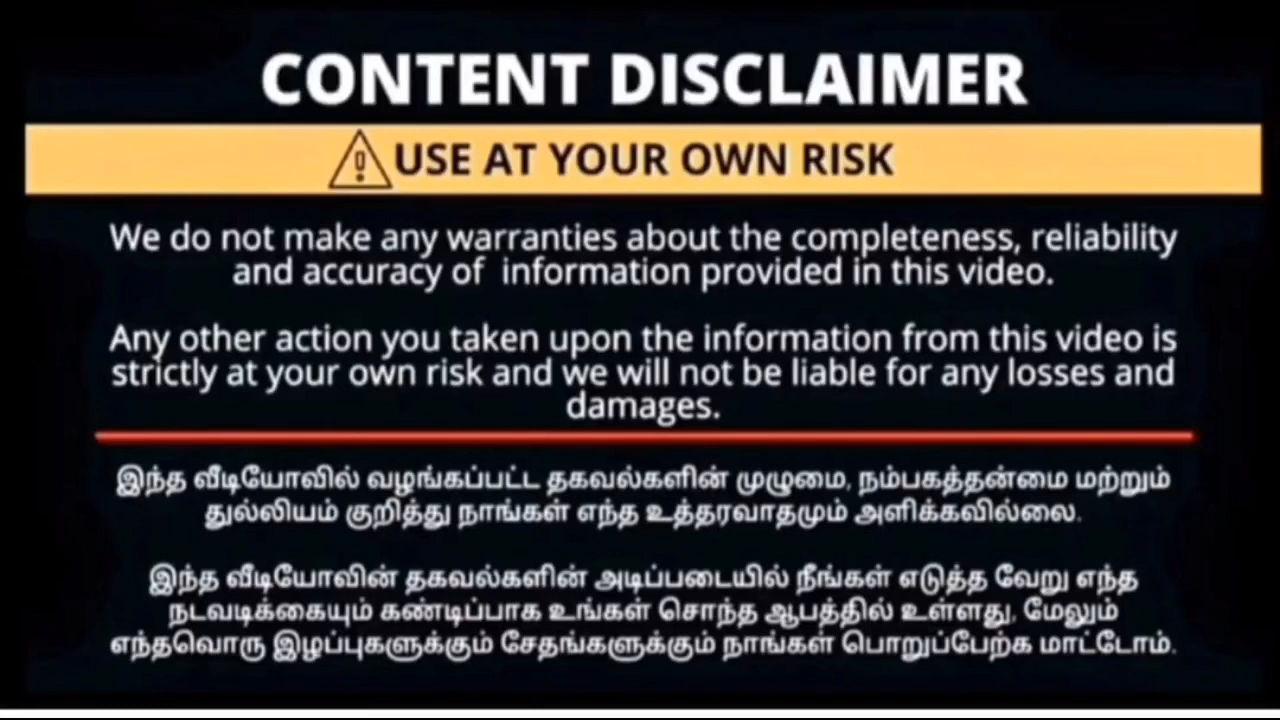 CONTENT DISCLAIMER
USE AT YOUR OWN RISK
We do not make any warranties about the completeness, reliability
and accuracy of information provided in this video.
Any other action you taken upon the information from this video is
strictly at your own risk and we will not be liable for any losses and
damages.
இந்த வீடியோவில் வழங்கப்பட்ட தகவல்களின் முழுமை, நம்பகத்தன்மை மற்றும்
துல்லியம் குறித்து நாங்கள் எந்த உத்தரவாதமும் அளிக்கவில்லை.
இந்த வீடியோவின் தகவல்களின் அடிப்படையில் நீங்கள் எடுத்த வேறு எந்த
நடவடிக்கையும் கண்டிப்பாக உங்கள் சொந்த ஆபத்தில் உள்ளது, மேலும்
எந்தவொரு இழப்புகளுக்கும் சேதங்களுக்கும் நாங்கள் பொறுப்பேற்க மாட்டோம்.